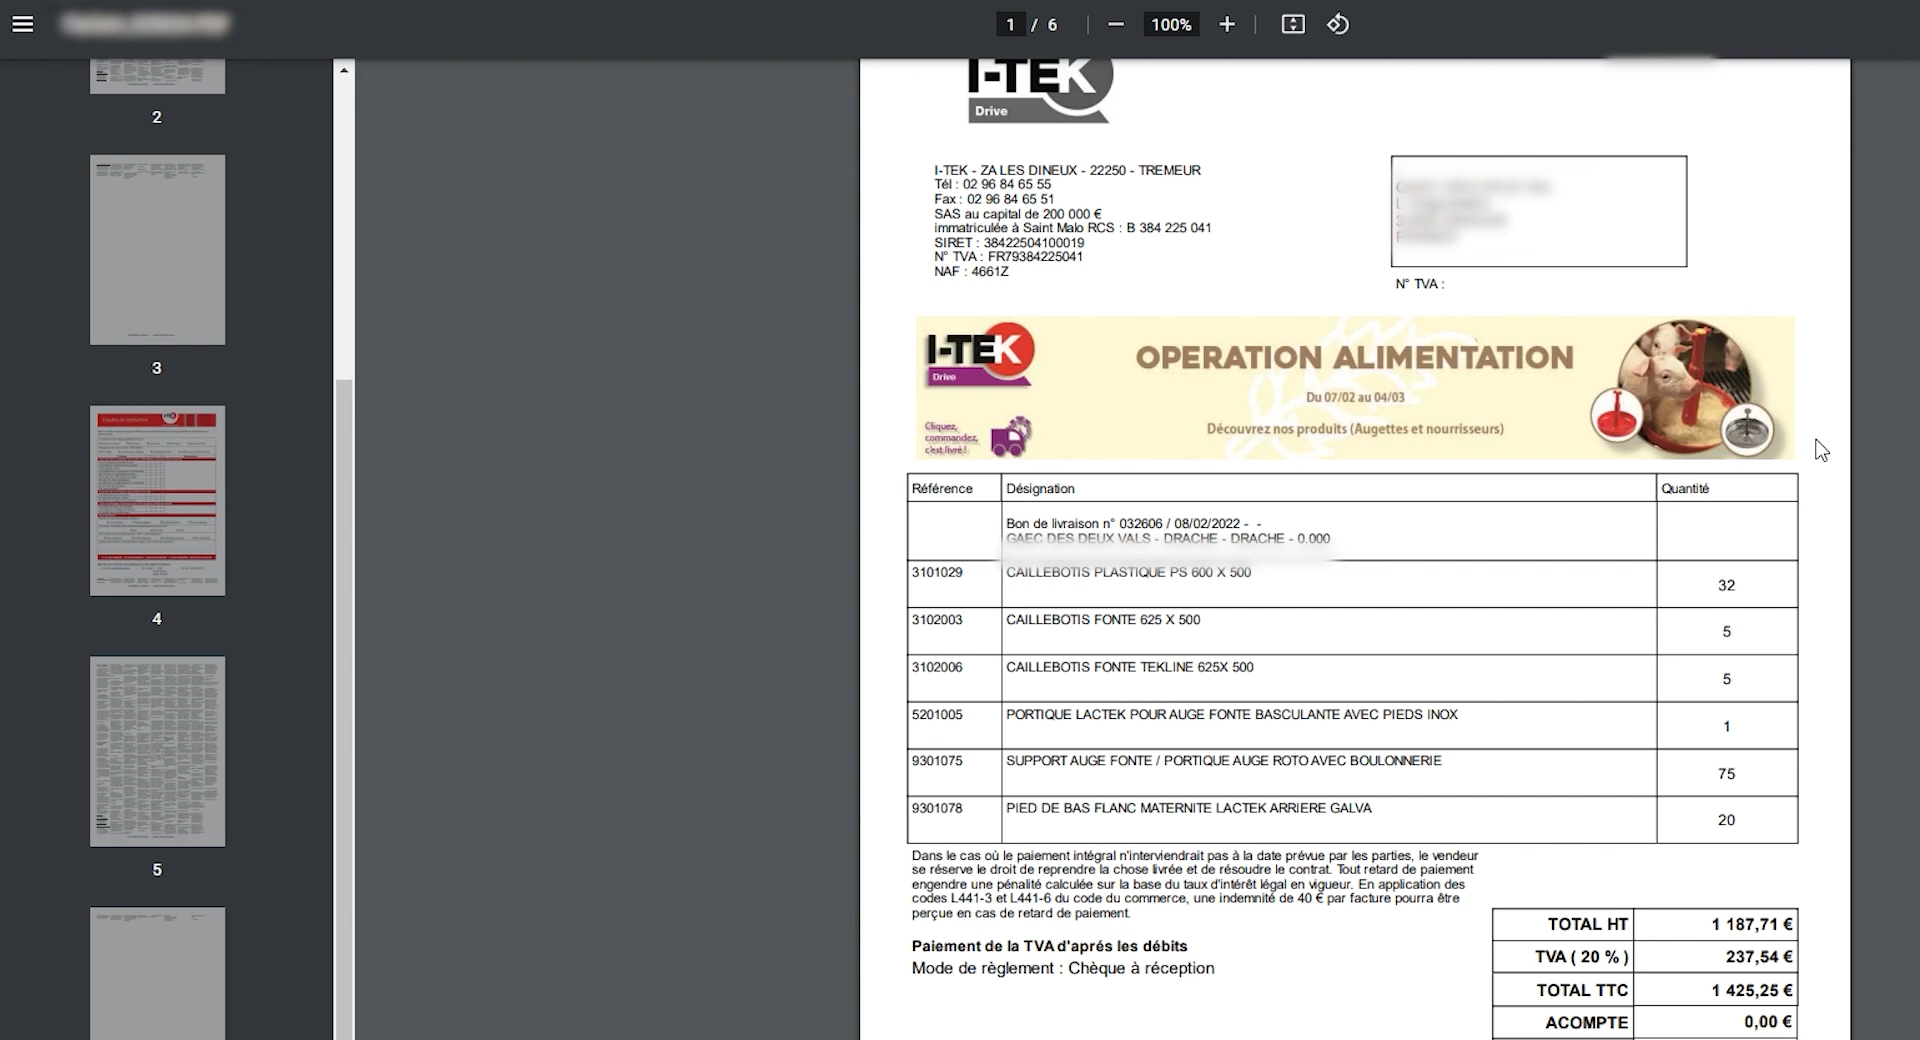 1 / 6
100%
2
3
4
5
I-TEK
Drive
I-TEK - ZA LES DINEUX - 22250 - TREMEUR
Tél : 02 96 84 65 55
Fax : 02 96 84 65 51
SAS au capital de 200 000 €
immatriculée à Saint Malo RCS : B 384 225 041
SIRET : 38422504100019
N° TVA : FR79384225041
NAF : 4661Z
N° TVA :
I-TEK
Drive
Cliquez,
commandez,
c'est livré !
OPERATION ALIMENTATION
Du 07/02 au 04/03
Découvrez nos produits (Augettes et nourrisseurs)
Référence Désignation Quantité
Bon de livraison n° 032606 / 08/02/2022 - -
GAEC DES DEUX VALS - DRACHE - DRACHE - 0.000
3101029 CAILLEBOTIS PLASTIQUE PS 600 X 500 32
3102003 CAILLEBOTIS FONTE 625 X 500 5
3102006 CAILLEBOTIS FONTE TEKLINE 625X 500 5
5201005 PORTIQUE LACTEK POUR AUGE FONTE BASCULANTE AVEC PIEDS INOX 1
9301075 SUPPORT AUGE FONTE / PORTIQUE AUGE ROTO AVEC BOULONNERIE 75
9301078 PIED DE BAS FLANC MATERNITE LACTEK ARRIERE GALVA 20
Dans le cas où le paiement intégral n'interviendrait pas à la date prévue par les parties, le vendeur
se réserve le droit de reprendre la chose livrée et de résoudre le contrat. Tout retard de paiement
engendre une pénalité calculée sur la base du taux d'intérêt légal en vigueur. En application des
codes L441-3 et L441-6 du code du commerce, une indemnité de 40 € par facture pourra être
perçue en cas de retard de paiement.
Paiement de la TVA d'aprés les débits
Mode de règlement : Chèque à réception
TOTAL HT 1 187,71 €
TVA ( 20 % ) 237,54 €
TOTAL TTC 1 425,25 €
ACOMPTE 0,00 €